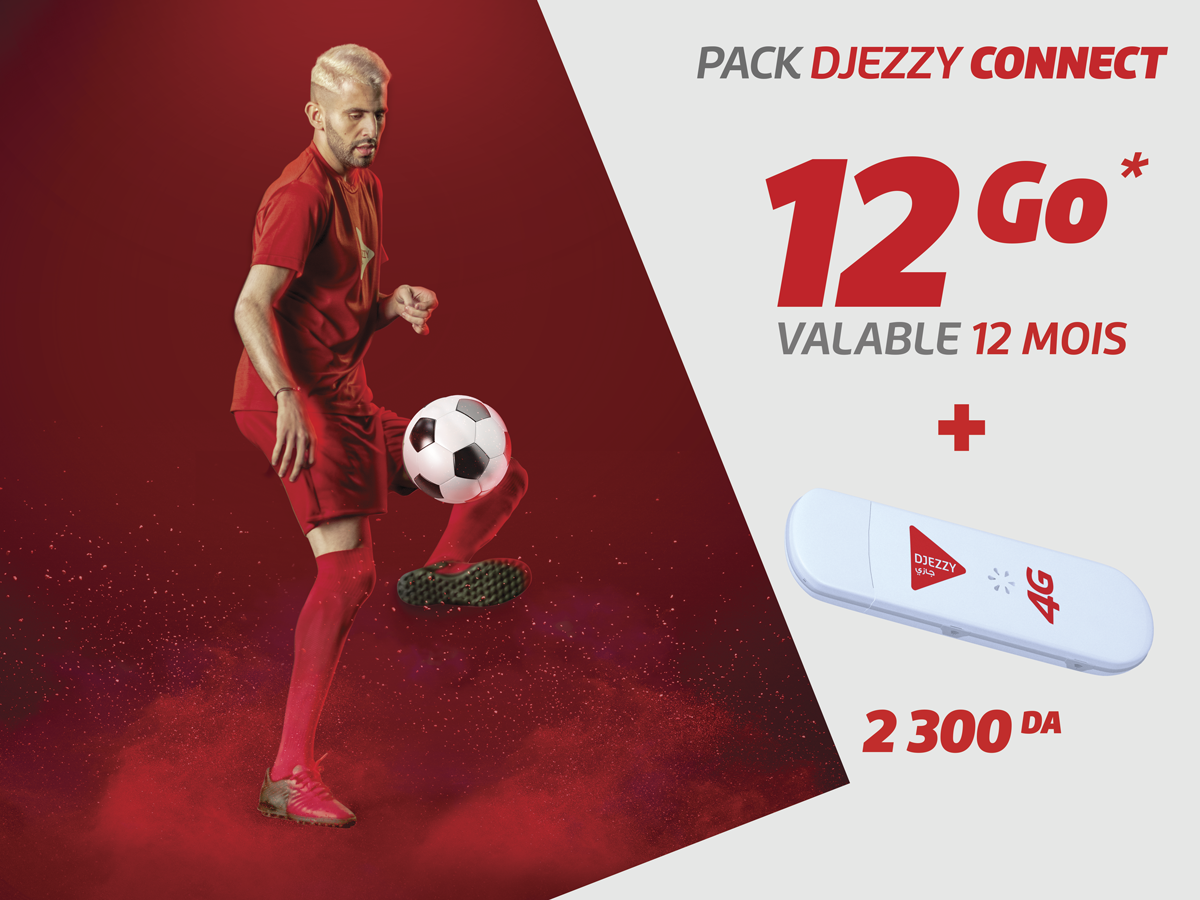 PACK DJEZZY CONNECT
12 Go*
VALABLE 12 MOIS
+
DJEZZY
جازي
4G
2 300 DA